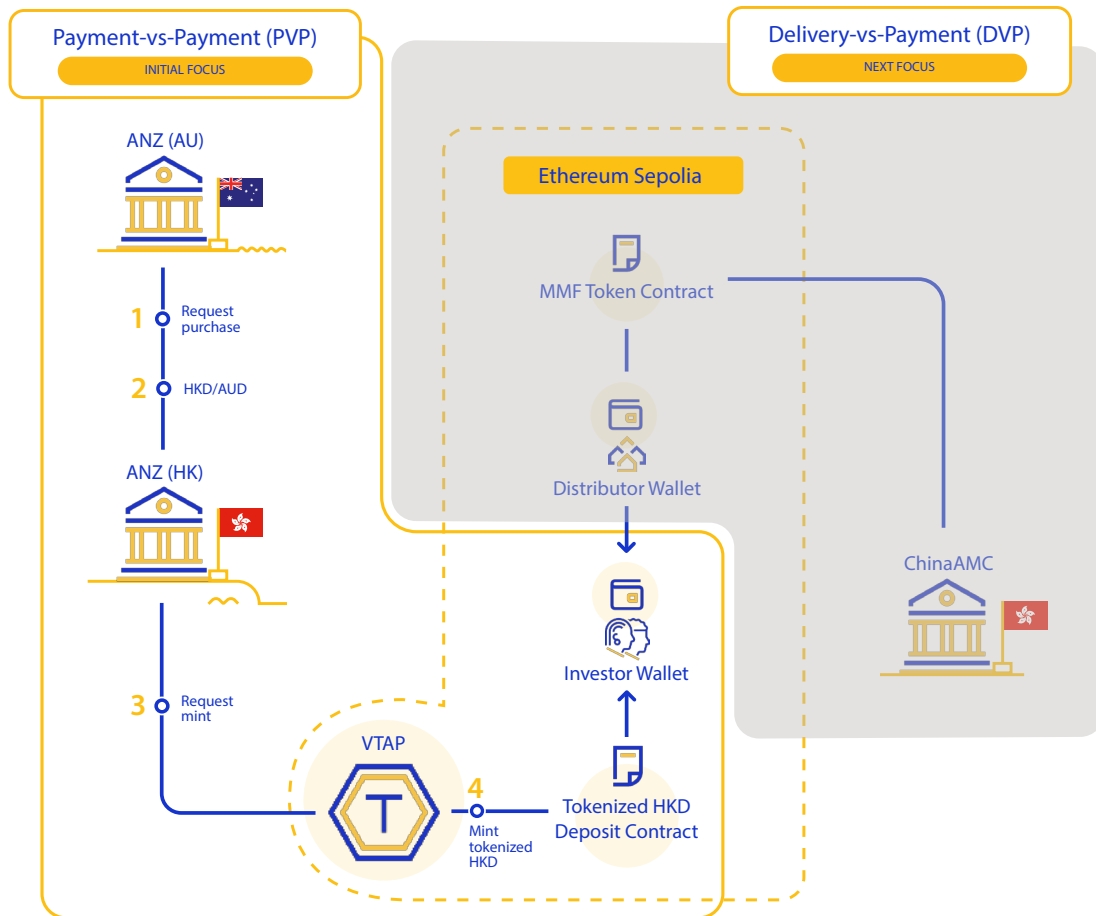 Payment-vs-Payment (PVP)
INITIAL FOCUS
Delivery-vs-Payment (DVP)
NEXT FOCUS
ANZ (AU)
1
Request
purchase
2
HKD/AUD
ANZ (HK)
3
Request
mint
VTAP
T
4
Mint
tokenized
HKD
Ethereum Sepolia
MMF Token Contract
Distributor Wallet
Investor Wallet
Tokenized HKD
Deposit Contract
ChinaAMC